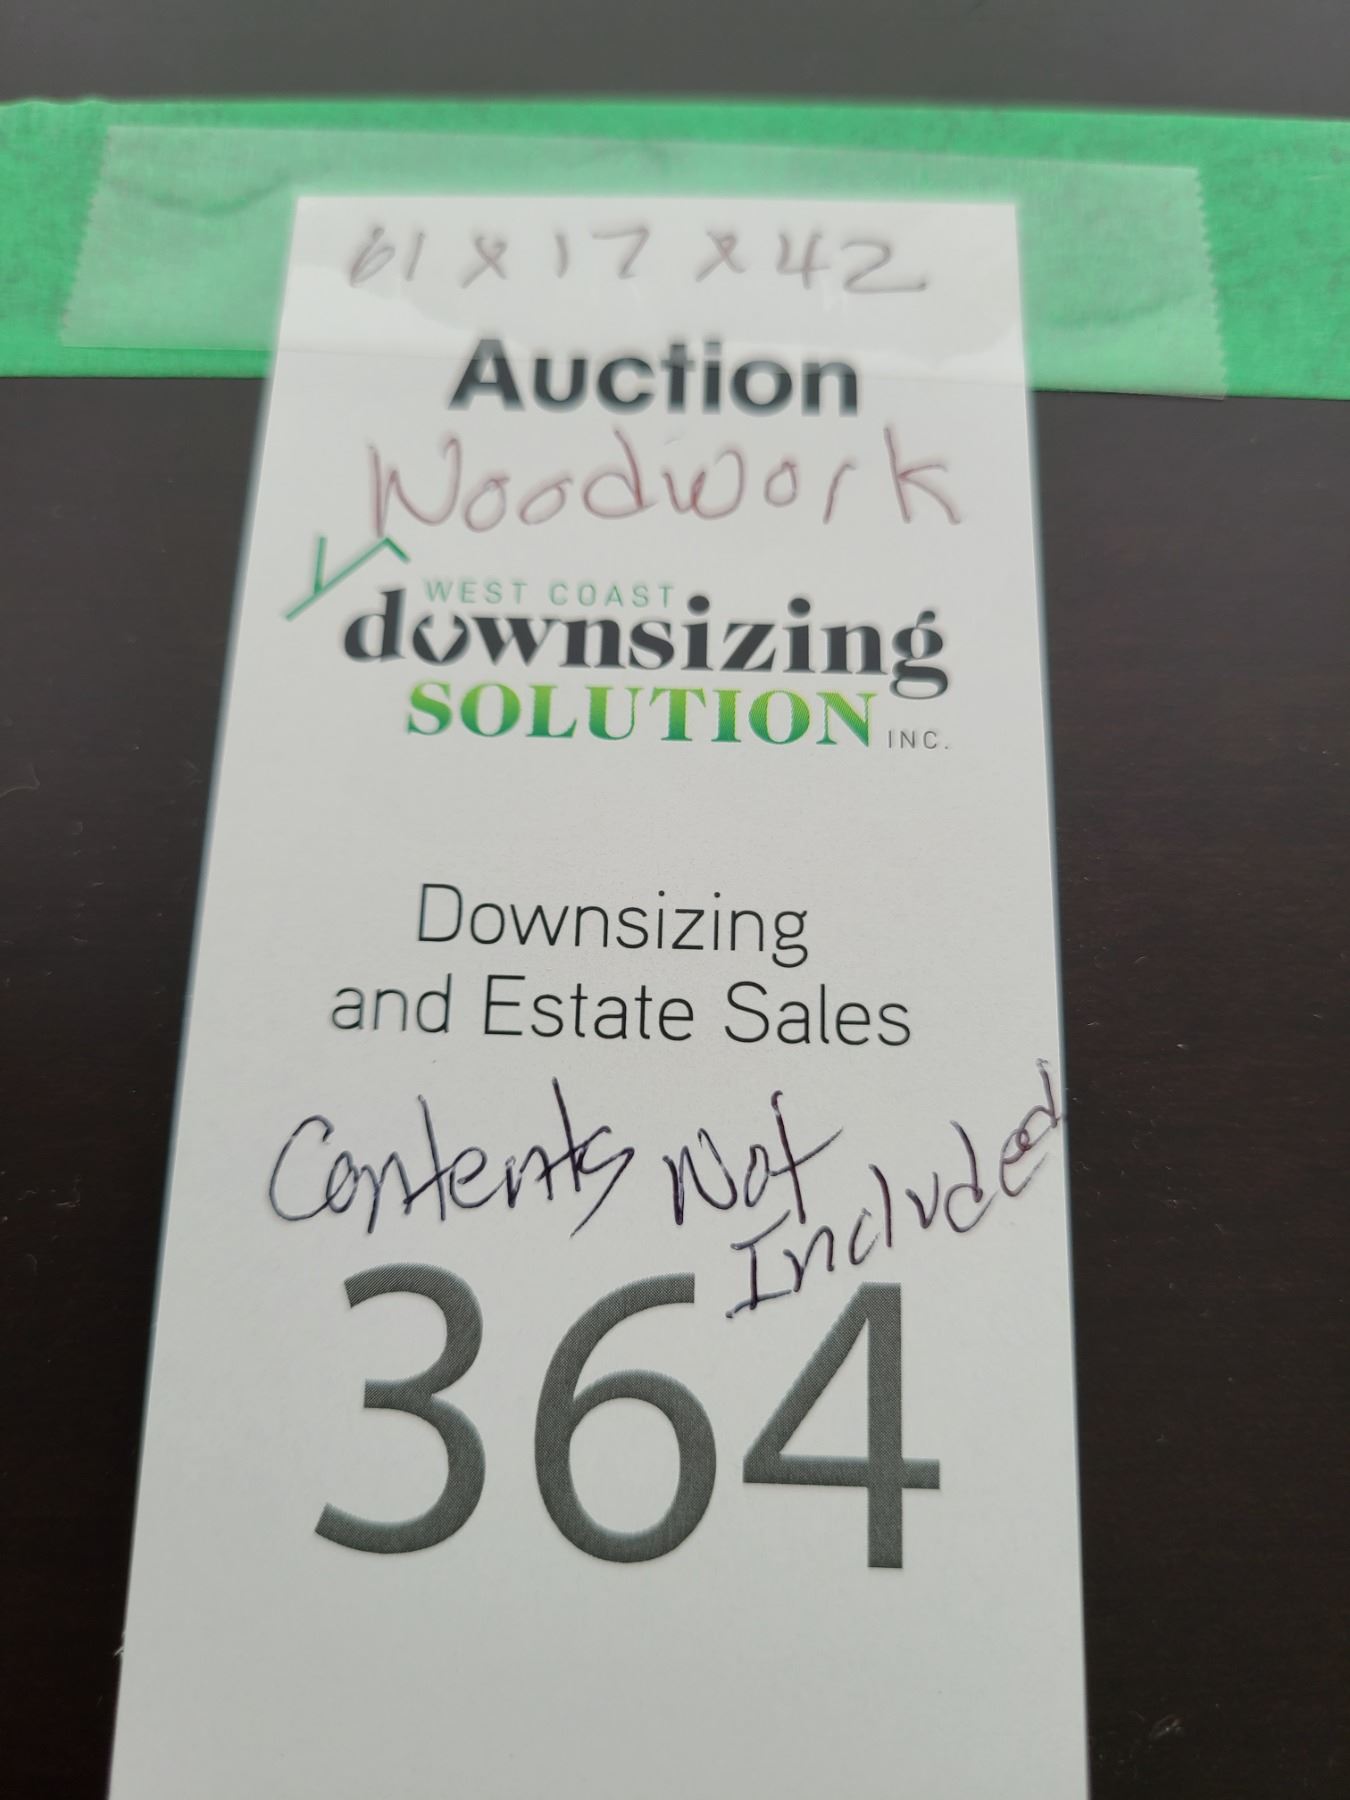 61 x 17 x 42
Auction
Woodwork
WEST COAST
downsizing
SOLUTION INC.
Downsizing
and Estate Sales
Contents Not
Included
364